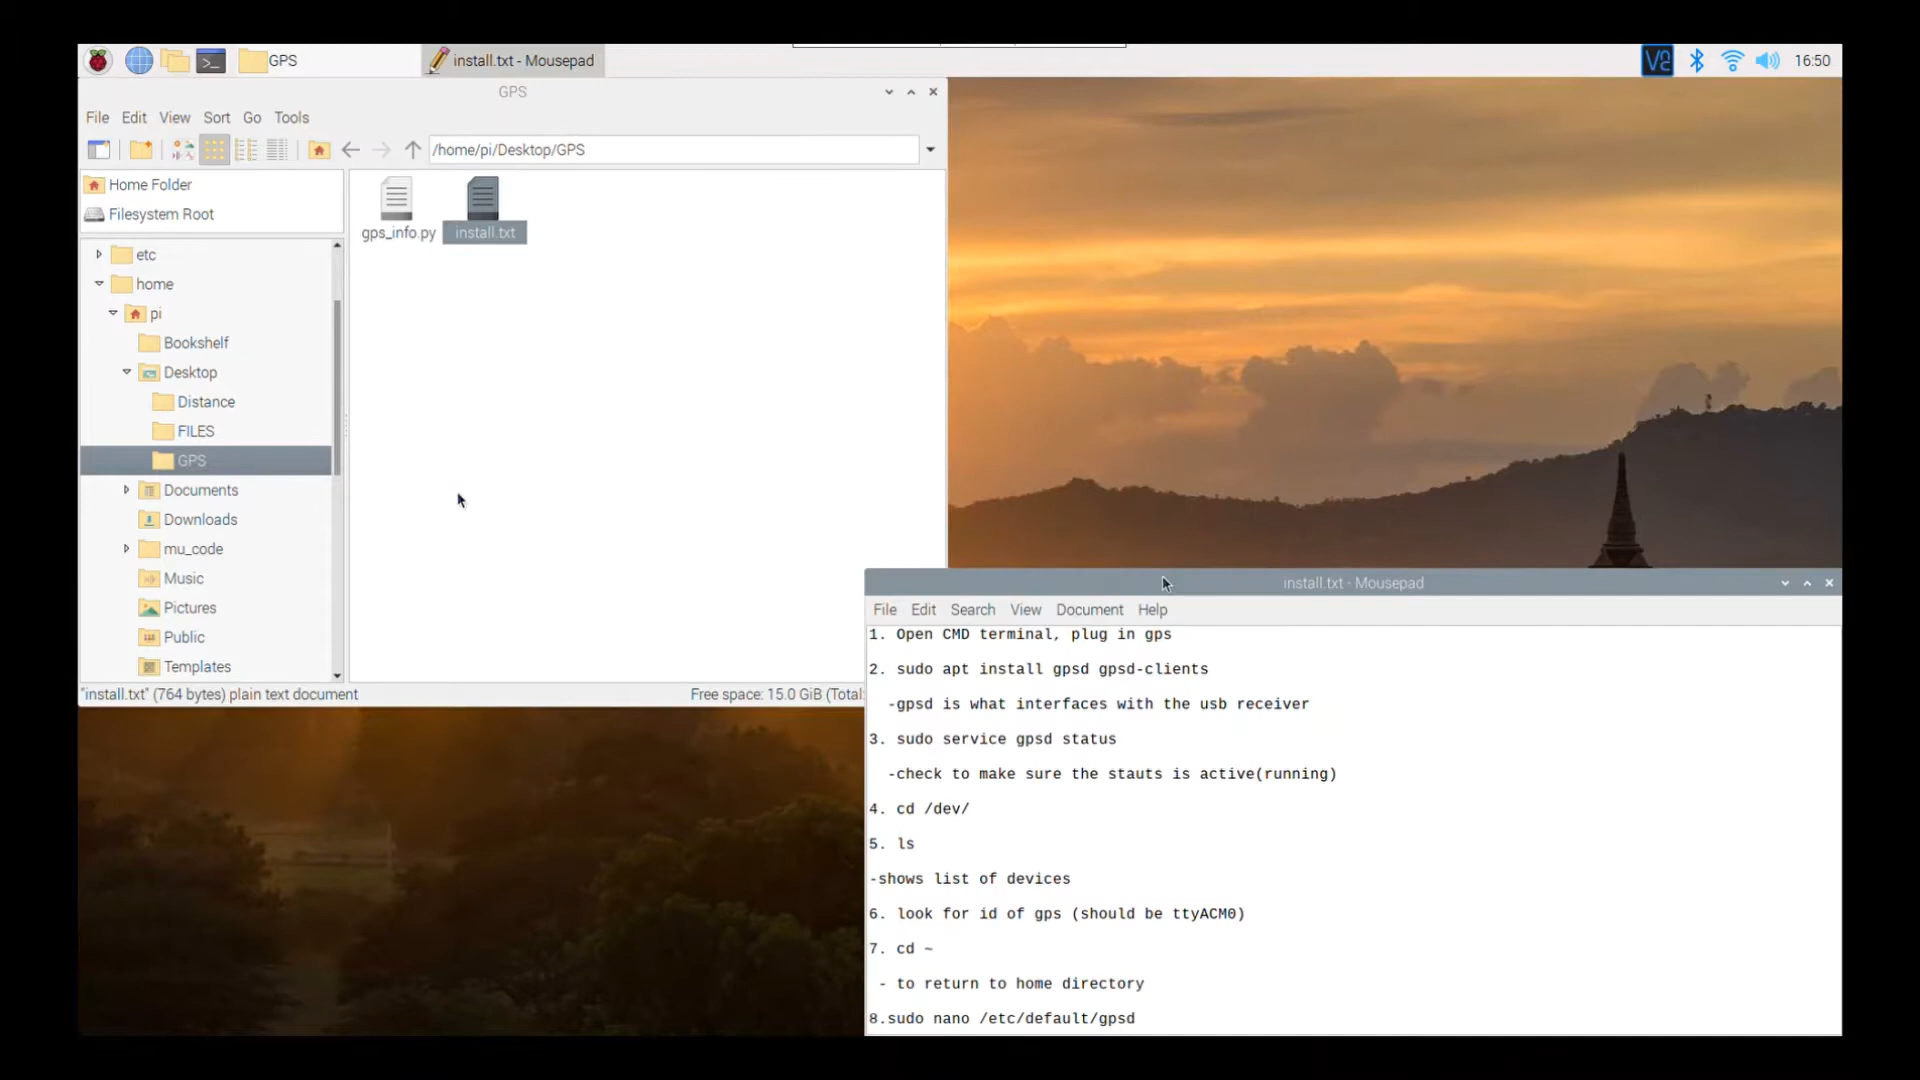 GPS
install.txt - Mousepad
16:50
GPS
File Edit View Sort Go Tools
/home/pi/Desktop/GPS
Home Folder
Filesystem Root
etc
home
pi
Bookshelf
Desktop
Distance
FILES
GPS
Documents
Downloads
mu_code
Music
Pictures
Public
Templates
gps_info.py install.txt
"install.txt" (764 bytes) plain text document
Free space: 15.0 GiB (Total:
install.txt - Mousepad
File Edit Search View Document Help
1. Open CMD terminal, plug in gps
2. sudo apt install gpsd gpsd-clients
-gpsd is what interfaces with the usb receiver
3. sudo service gpsd status
-check to make sure the stauts is active(running)
4. cd /dev/
5. ls
-shows list of devices
6. look for id of gps (should be ttyACM0)
7. cd ~
- to return to home directory
8.sudo nano /etc/default/gpsd